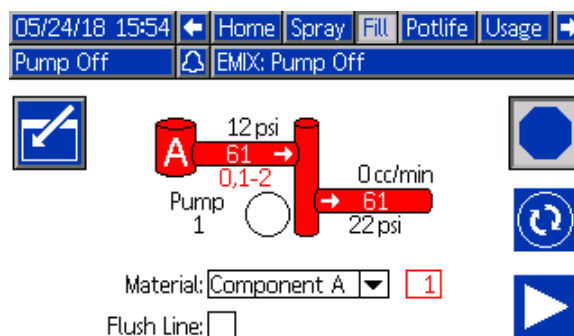 05/24/18 15:54 Home Spray Fill Potlife Usage
Pump Off EMIX: Pump Off
12 psi
A 61
0,1-2
0 cc/min
Pump
1
61
22 psi
Material: Component A 1
Flush Line: